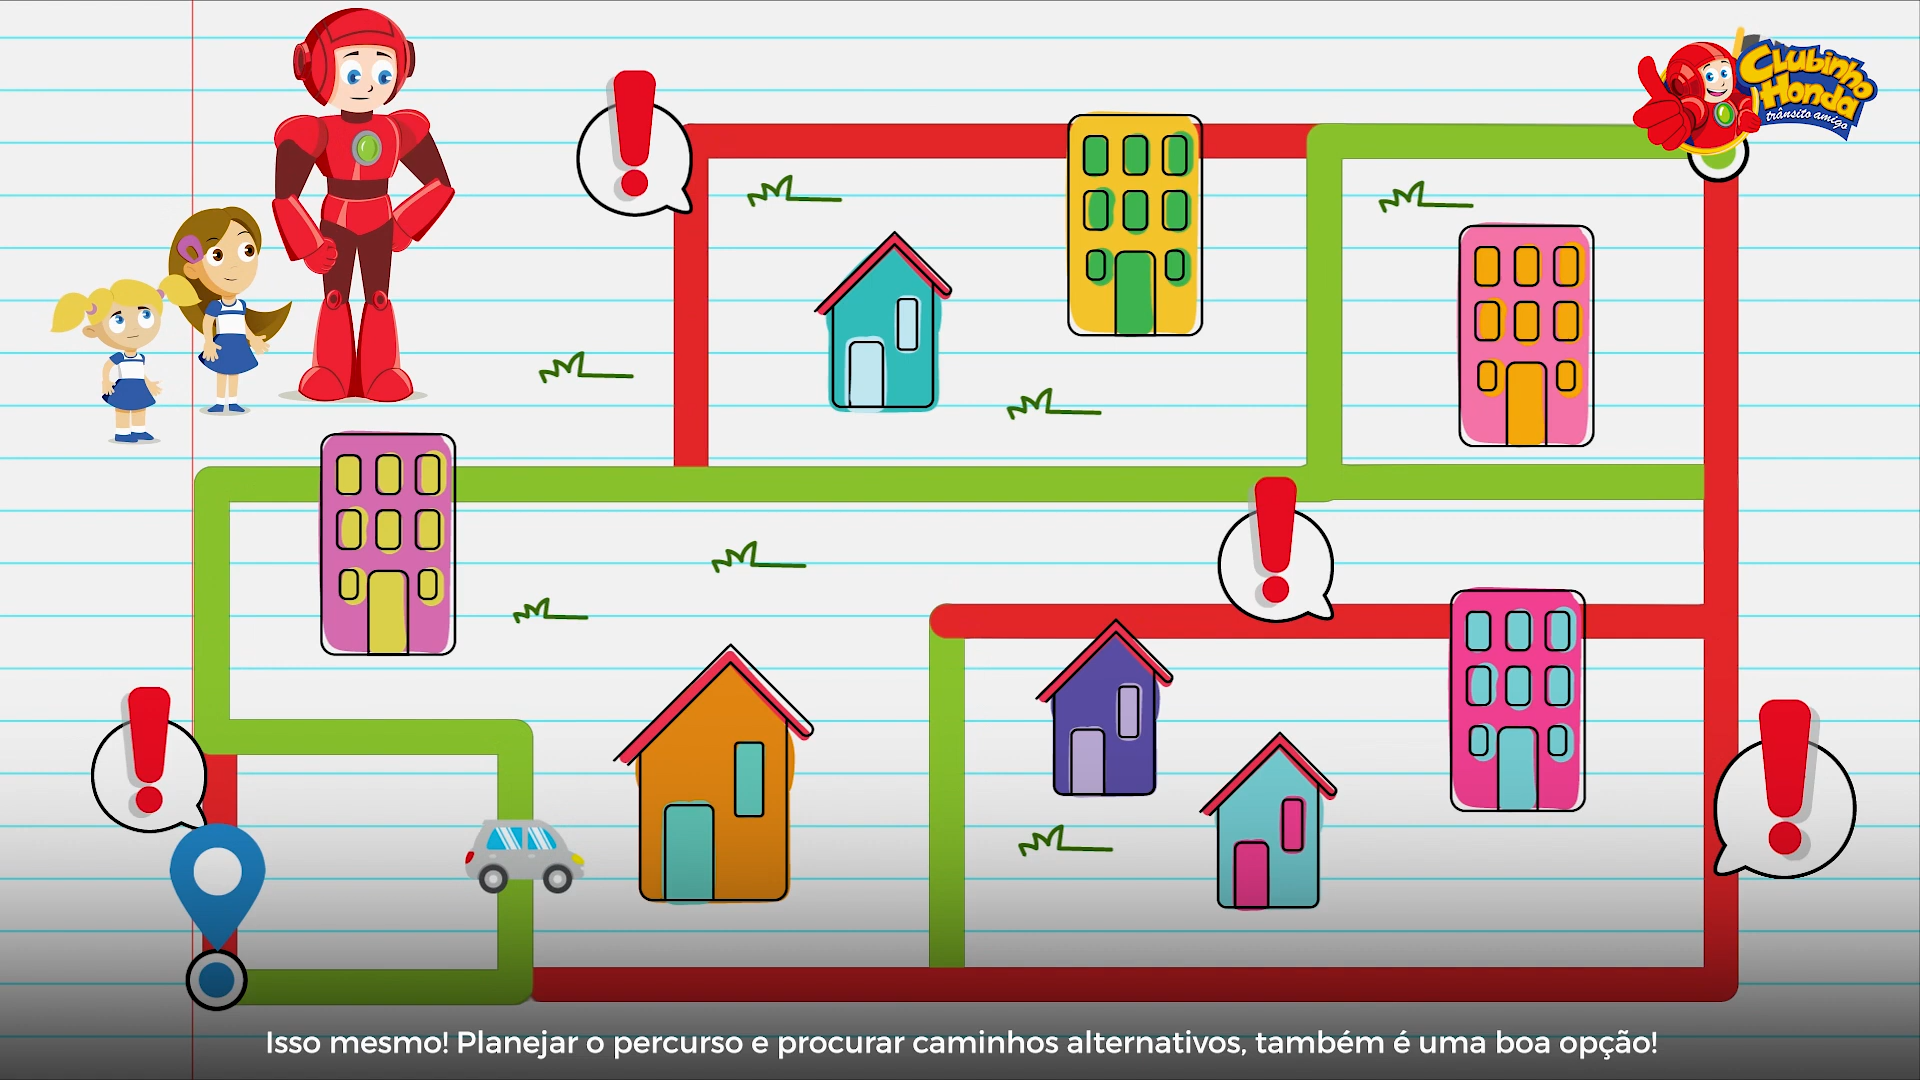 Clubinho
Honda
trânsito amigo
Isso mesmo! Planejar o percurso e procurar caminhos alternativos, também é uma boa opção!